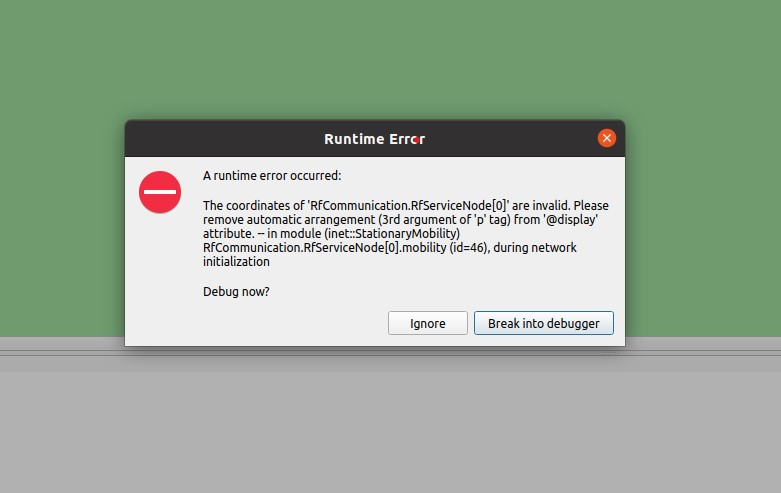 Runtime Error
A runtime error occurred:
The coordinates of 'RfCommunication.RfServiceNode[0]' are invalid. Please
remove automatic arrangement (3rd argument of 'p' tag) from '@display'
attribute. -- in module (inet::StationaryMobility)
RfCommunication.RfServiceNode[0].mobility (id=46), during network
initialization
Debug now?
Ignore
Break into debugger